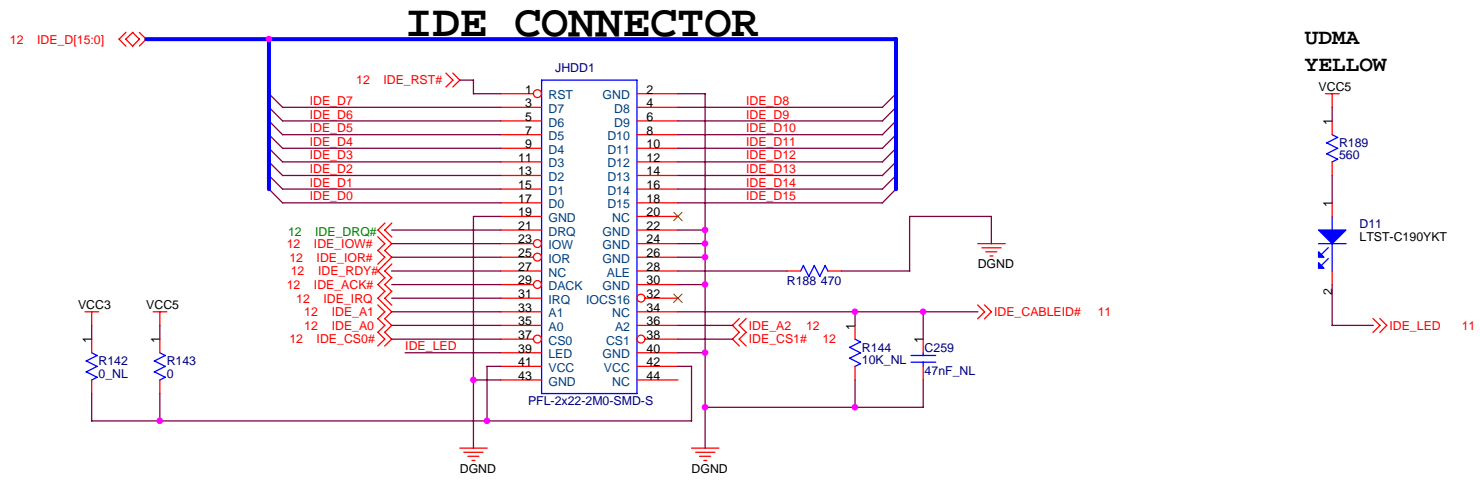 IDE CONNECTOR
12 IDE_D[15:0]
UDMA
YELLOW
JHDD1
12 IDE_RST#
VCC5
1 RST GND 2
IDE_D7 3 D7 D8 4 IDE_D8
IDE_D6 5 D6 D9 6 IDE_D9
IDE_D5 7 D5 D10 8 IDE_D10
IDE_D4 9 D4 D11 10 IDE_D11
IDE_D3 11 D3 D12 12 IDE_D12
IDE_D2 13 D2 D13 14 IDE_D13
IDE_D1 15 D1 D14 16 IDE_D14
IDE_D0 17 D0 D15 18 IDE_D15
19 GND NC 20
12 IDE_DRQ# 21 DRQ GND 22
12 IDE_IOW# 23 IOW GND 24
12 IDE_IOR# 25 IOR GND 26
12 IDE_RDY# 27 NC ALE 28
12 IDE_ACK# 29 DACK GND 30
12 IDE_IRQ 31 IRQ IOCS16 32
12 IDE_A1 33 A1 NC 34 IDE_CABLEID# 11
12 IDE_A0 35 A0 A2 36 IDE_A2 12
12 IDE_CS0# 37 CS0 CS1 38 IDE_CS1# 12
IDE_LED 39 LED GND 40
41 VCC VCC 42
43 GND NC 44
PFL-2x22-2M0-SMD-S
R188 470
DGND
VCC3
1
R142
0_NL
VCC5
1
R143
0
1
R144
10K_NL
1
C259
47nF_NL
DGND
DGND
1
R189
560
1
D11
LTST-C190YKT
2
IDE_LED 11